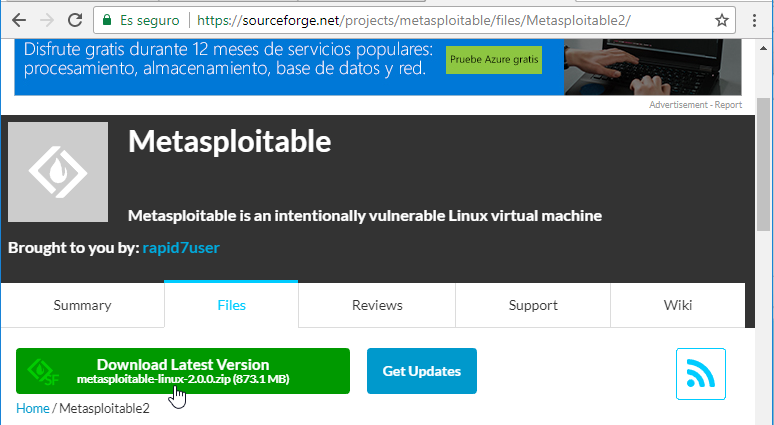 Es seguro https://sourceforge.net/projects/metasploitable/files/Metasploitable2/
Disfrute gratis durante 12 meses de servicios populares:
procesamiento, almacenamiento, base de datos y red.
Pruebe Azure gratis
Advertisement - Report
Metasploitable
Metasploitable is an intentionally vulnerable Linux virtual machine
Brought to you by: rapid7user
Summary
Files
Reviews
Support
Wiki
SF
Download Latest Version
metasploitable-linux-2.0.0.zip (873.1 MB)
Get Updates
Home / Metasploitable2